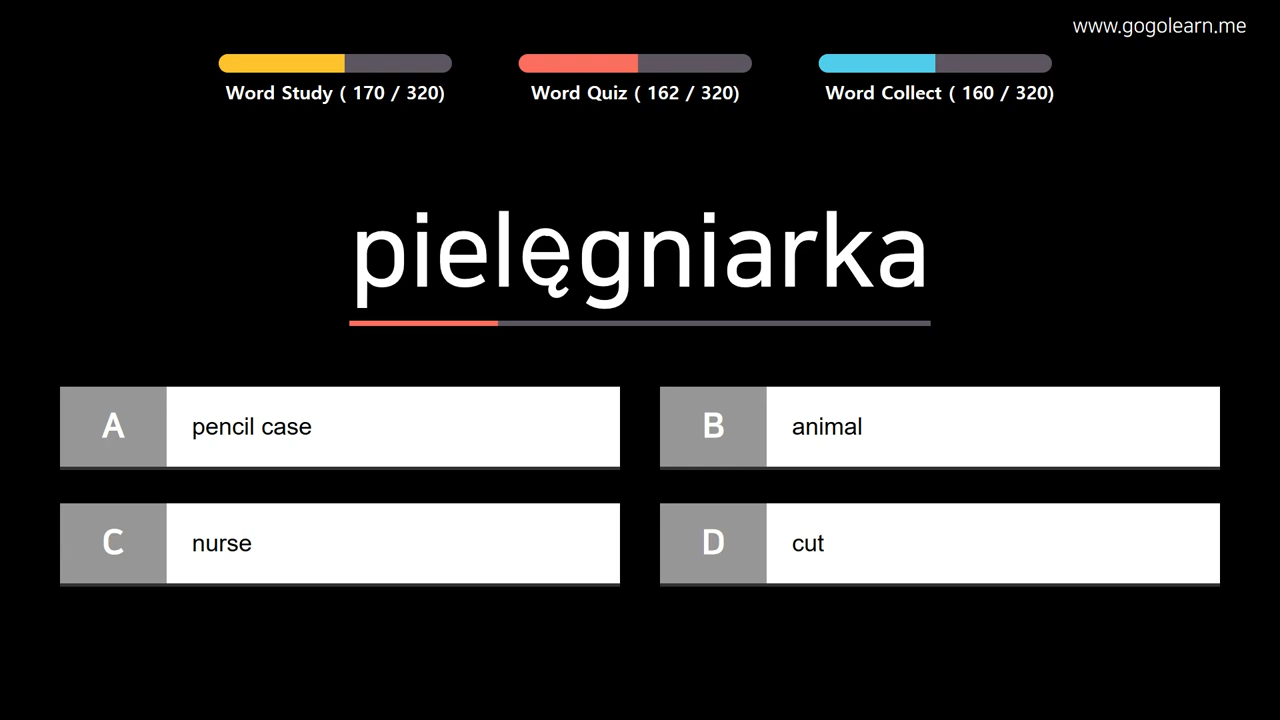 www.gogolearn.me
Word Study ( 170 / 320)
Word Quiz ( 162 / 320)
Word Collect ( 160 / 320)
pielęgniarka
A pencil case
B animal
C nurse
D cut